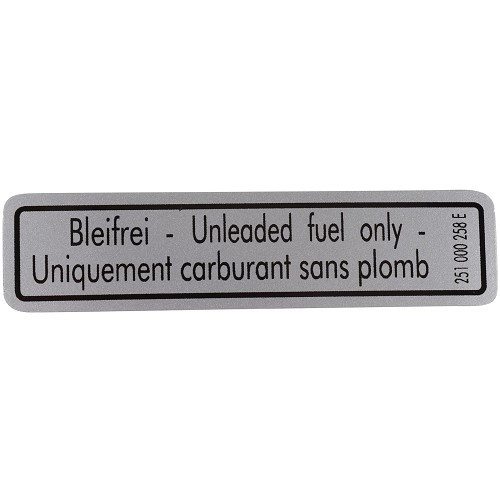 Bleifrei - Unleaded fuel only -
Uniquement carburant sans plomb
251 000 258 E